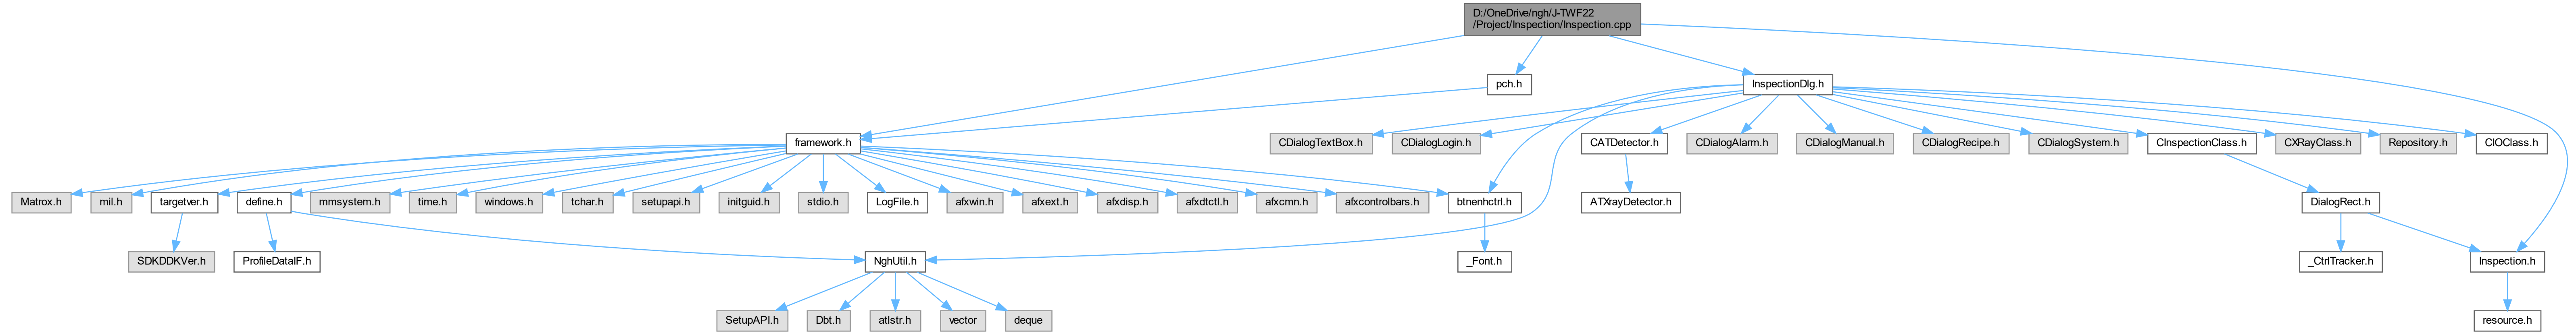 D:/OneDrive/ngh/J-TWF22
/Project/Inspection/Inspection.cpp
pch.h
InspectionDlg.h
framework.h
CDialogTextBox.h
CDialogLogin.h
CATDetector.h
CDialogAlarm.h
CDialogManual.h
CDialogRecipe.h
CDialogSystem.h
CInspectionClass.h
CXRayClass.h
Repository.h
CIOClass.h
Matrox.h
mil.h
targetver.h
define.h
mmsystem.h
time.h
windows.h
tchar.h
setupapi.h
initguid.h
stdio.h
LogFile.h
afxwin.h
afxext.h
afxdisp.h
afxdtctl.h
afxcmn.h
afxcontrolbars.h
btnenhctrl.h
ATXrayDetector.h
DialogRect.h
SDKDDKVer.h
ProfileDataIF.h
NghUtil.h
_Font.h
_CtrlTracker.h
Inspection.h
SetupAPI.h
Dbt.h
atlstr.h
vector
deque
resource.h